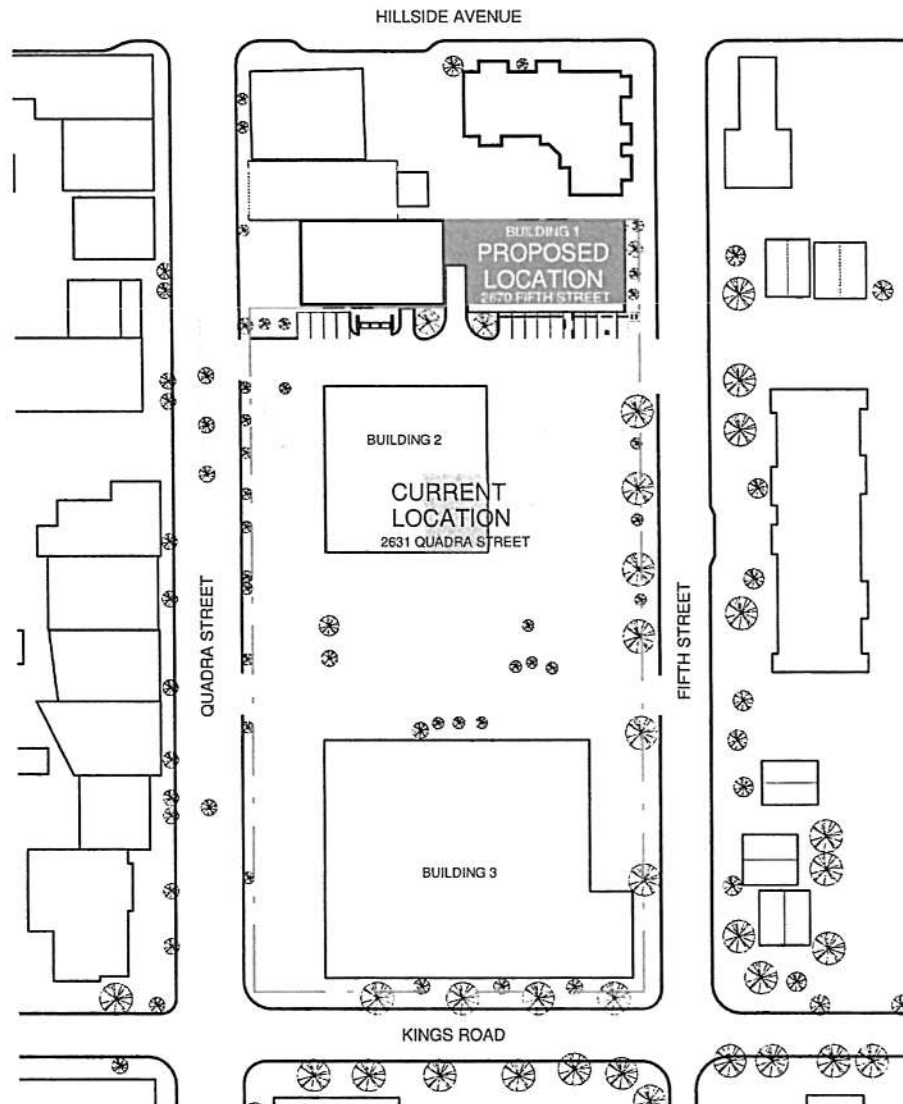 HILLSIDE AVENUE
BUILDING 1
PROPOSED
LOCATION
2670 FIFTH STREET
BUILDING 2
CURRENT
LOCATION
2631 QUADRA STREET
QUADRA STREET
FIFTH STREET
BUILDING 3
KINGS ROAD